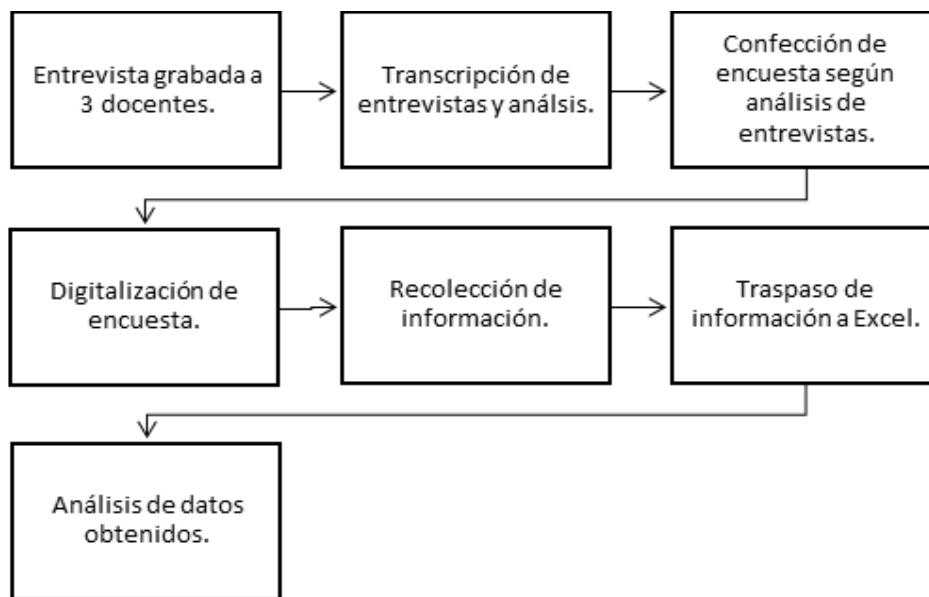 Entrevista grabada a
3 docentes.
Transcripción de
entrevistas y análsis.
Confección de
encuesta según
análisis de
entrevistas.
Digitalización de
encuesta.
Recolección de
información.
Traspaso de
información a Excel.
Análisis de datos
obtenidos.